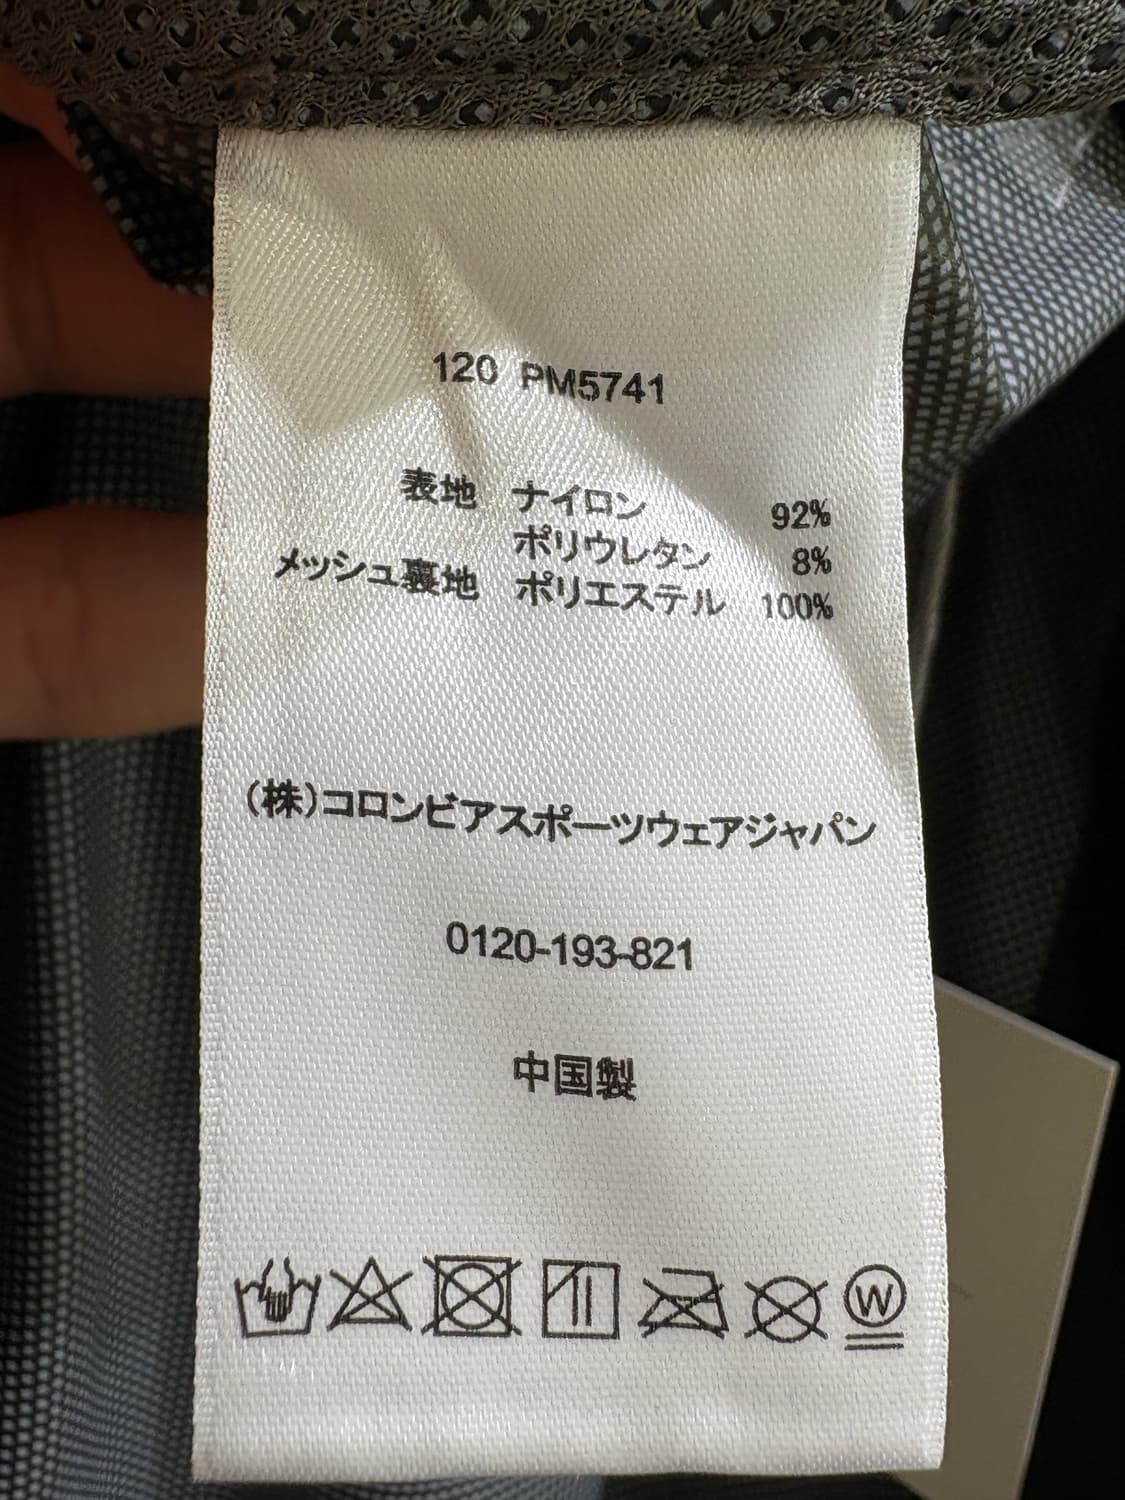 120 PM5741
表地 ナイロン 92%
ポリウレタン 8%
メッシュ裏地 ポリエステル 100%
(株)コロンビアスポーツウェアジャパン
0120-193-821
中国製
W